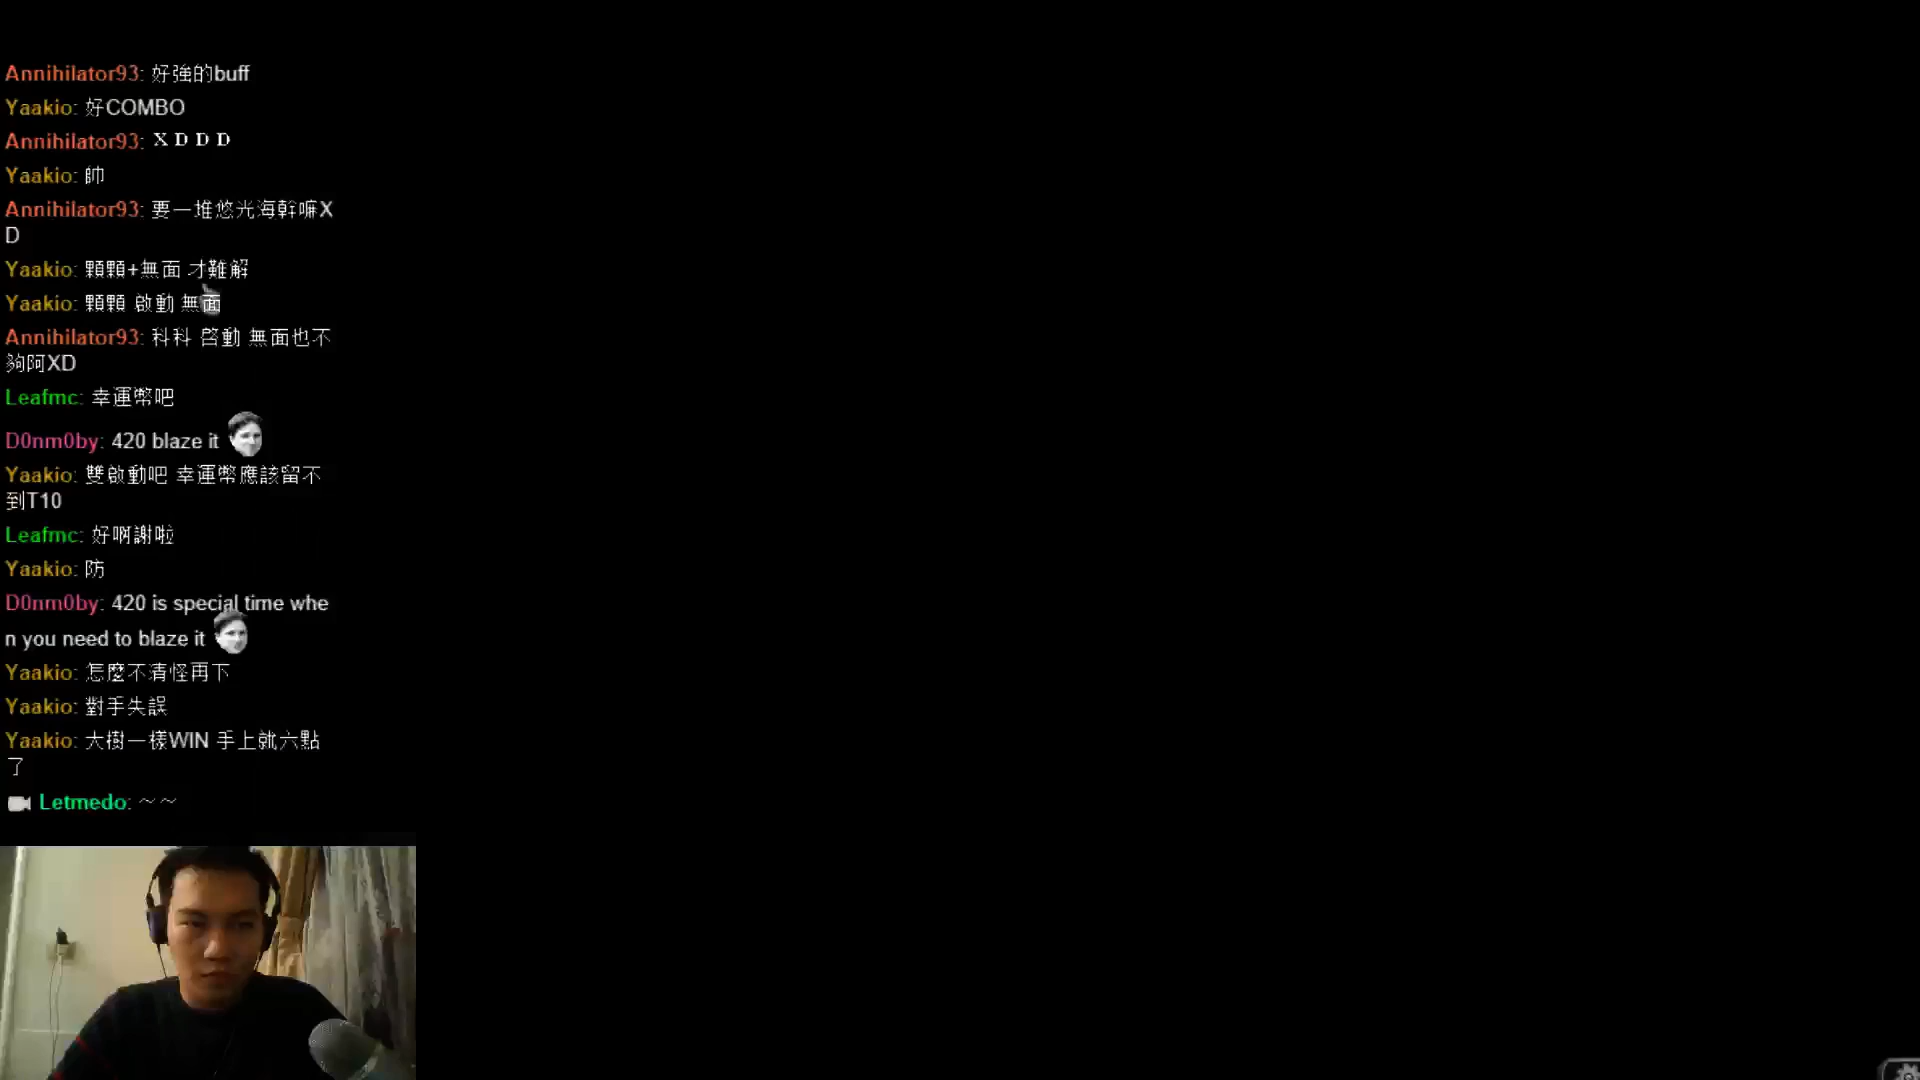 Annihilator93: 好強的buff
Yaakio: 好COMBO
Annihilator93: ＸＤＤＤ
Yaakio: 帥
Annihilator93: 要一堆悠光海幹嘛X
D
Yaakio: 顆顆+無面 才難解
Yaakio: 顆顆 啟動 無面
Annihilator93: 科科 啓動 無面也不
夠阿XD
Leafmc: 幸運幣吧
D0nm0by: 420 blaze it
Yaakio: 雙啟動吧 幸運幣應該留不
到T10
Leafmc: 好啊謝啦
Yaakio: 防
D0nm0by: 420 is special time whe
n you need to blaze it
Yaakio: 怎麼不清怪再下
Yaakio: 對手失誤
Yaakio: 大樹一樣WIN 手上就六點
了
Letmedo: ~ ~